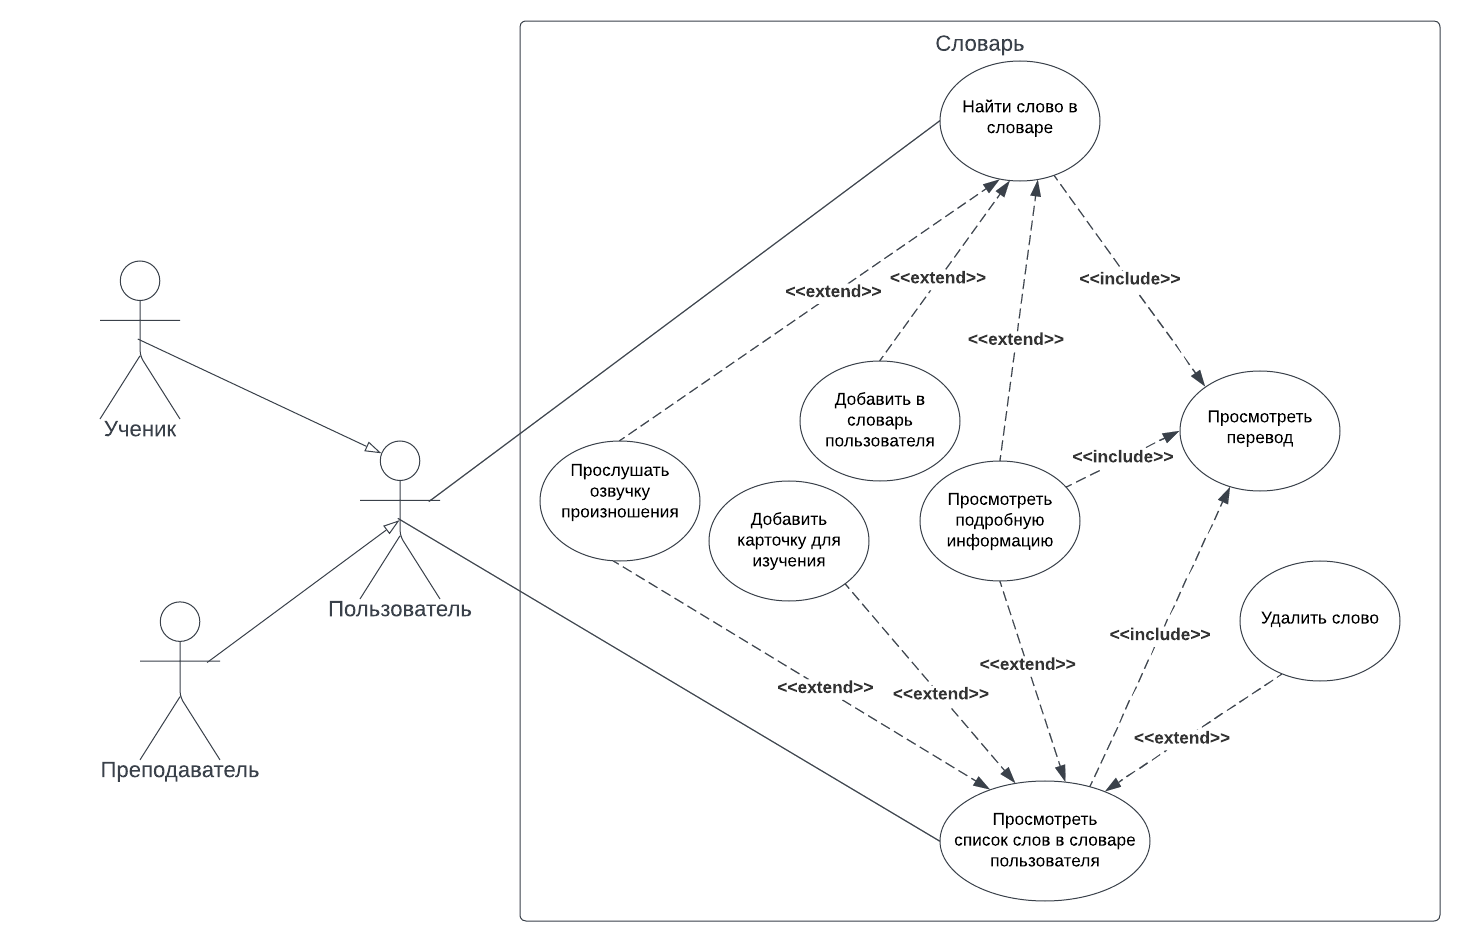 Словарь
Найти слово в
словаре
<<extend>>
<<extend>>
<<include>>
<<extend>>
Ученик
Добавить в
словарь
пользователя
Просмотреть
перевод
<<include>>
Прослушать
озвучку
произношения
Добавить
карточку для
изучения
Просмотреть
подробную
информацию
Пользователь
Удалить слово
<<include>>
<<extend>>
<<extend>>
<<extend>>
<<extend>>
Преподаватель
Просмотреть
список слов в словаре
пользователя